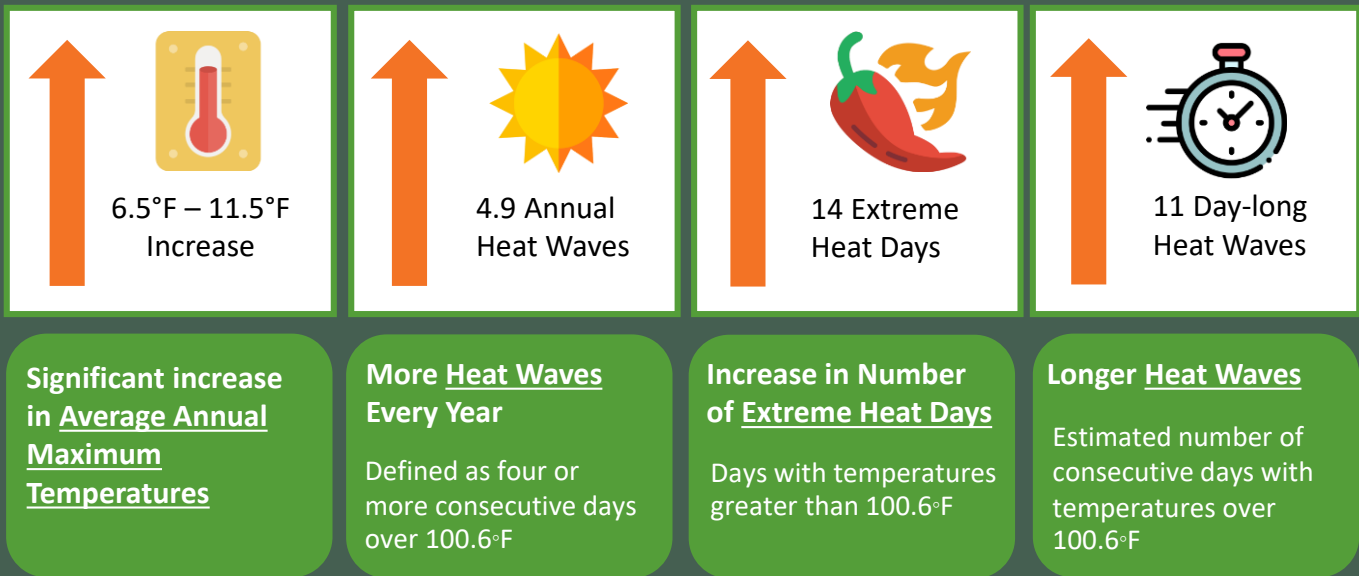 6.5°F – 11.5°F
Increase
4.9 Annual
Heat Waves
14 Extreme
Heat Days
11 Day-long
Heat Waves
Significant increase
in Average Annual
Maximum
Temperatures
More Heat Waves
Every Year
Defined as four or
more consecutive days
over 100.6◦F
Increase in Number
of Extreme Heat Days
Days with temperatures
greater than 100.6◦F
Longer Heat Waves
Estimated number of
consecutive days with
temperatures over
100.6◦F